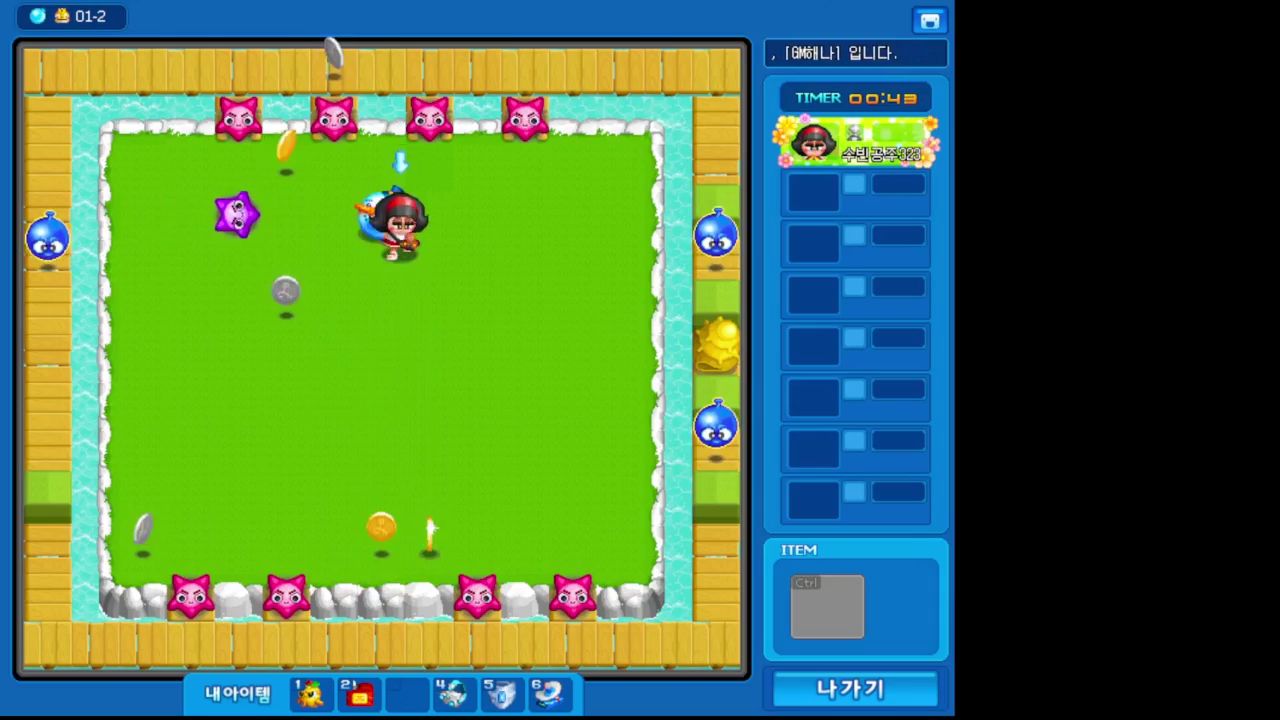 01-2
, [GM해나] 입니다.
TIMER 00:43
수빈공주323
ITEM
Ctrl
내아이템
1
2
4
5
6
나가기